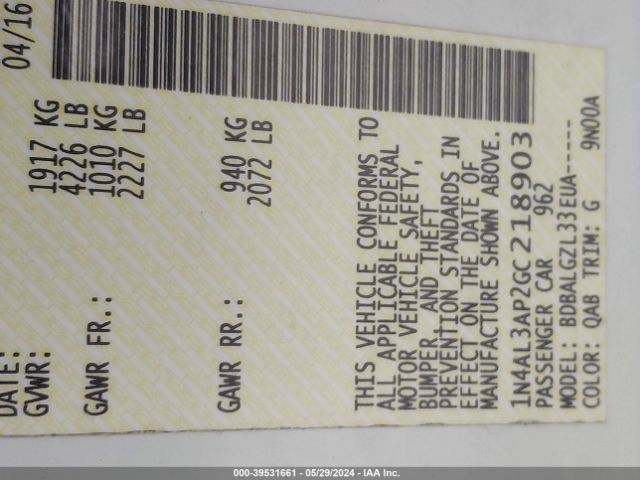 DATE: 04/16
GVWR: 1917 KG
4226 LB
GAWR FR.: 1010 KG
2227 LB
GAWR RR.: 940 KG
2072 LB
THIS VEHICLE CONFORMS TO
ALL APPLICABLE FEDERAL
MOTOR VEHICLE SAFETY,
BUMPER, AND THEFT
PREVENTION STANDARDS IN
EFFECT ON THE DATE OF
MANUFACTURE SHOWN ABOVE.
1N4AL3AP2GC218903
PASSENGER CAR 962
MODEL: BDBALGZL33EUA-----
COLOR: QAB TRIM: G 9N00A
000-39531661 - 05/29/2024 - IAA Inc.